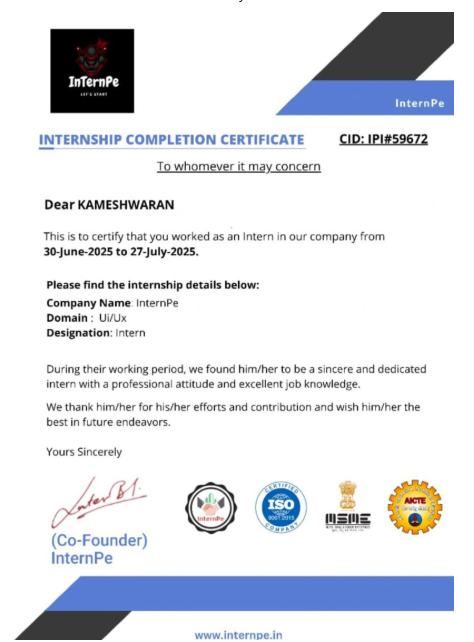 InTernPe
LET'S START
InternPe
INTERNSHIP COMPLETION CERTIFICATE
CID: IPI#59672
To whomever it may concern
Dear KAMESHWARAN
This is to certify that you worked as an Intern in our company from
30-June-2025 to 27-July-2025.
Please find the internship details below:
Company Name: InternPe
Domain : Ui/Ux
Designation: Intern
During their working period, we found him/her to be a sincere and dedicated
intern with a professional attitude and excellent job knowledge.
We thank him/her for his/her efforts and contribution and wish him/her the
best in future endeavors.
Yours Sincerely
(Co-Founder)
InternPe
InternPe
CERTIFIED
ISO
9001:2015
COMPANY
MSME
AICTE
www.internpe.in